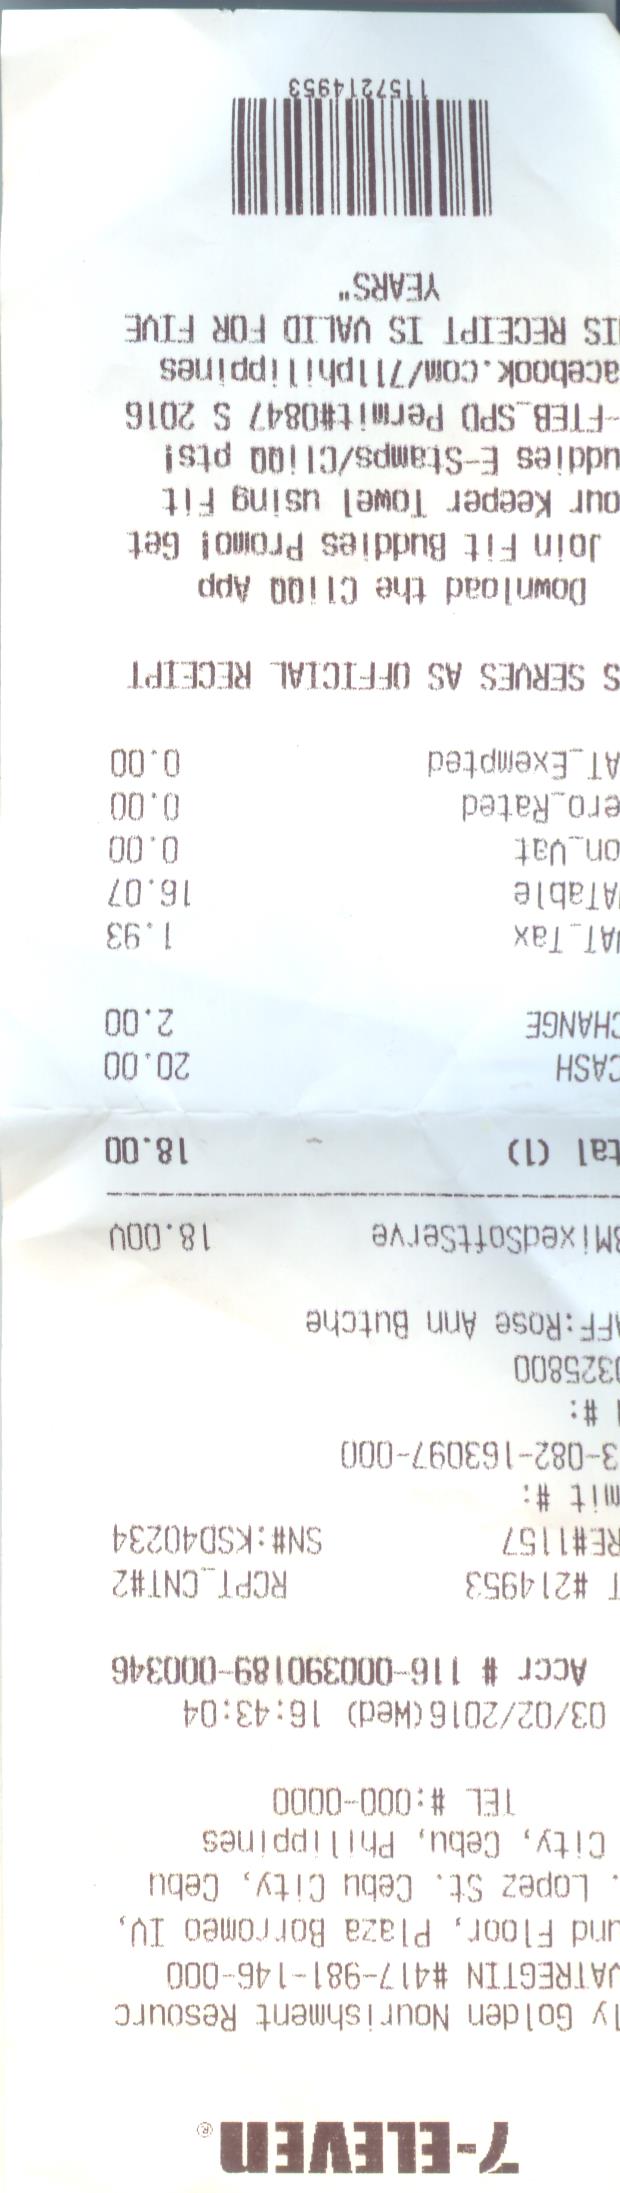 7-ELEVEN®
ly Golden Nourishment Resourc
VATREGTIN #417-981-146-000
und Floor, Plaza Borromeo IV,
. Lopez St. Cebu City, Cebu
City, Cebu, Philippines
TEL #:000-0000
03/02/2016(Wed) 16:43:04
Accr # 116-000390189-000346
T #214953 RCPT_CNT#2
RE#1157 SN#:KSD40234
mit #:
3-082-163097-000
#:
0325800
AFF:Rose Ann Butche
BMixedSoftServe 18.00V
tal (1) 18.00
CASH 20.00
CHANGE 2.00
VAT_Tax 1.93
VATable 16.07
on_Vat 0.00
ero_Rated 0.00
AT_Exempted 0.00
S SERVES AS OFFICIAL RECEIPT
Download the CliQQ App
Join Fit Buddies Promo! Get
our Keeper Towel using Fit
uddies E-Stamps/CliQQ pts!
-FTEB_SPD Permit#0847 S 2016
acebook.com/711philippines
IS RECEIPT IS VALID FOR FIVE
YEARS"
1157214953